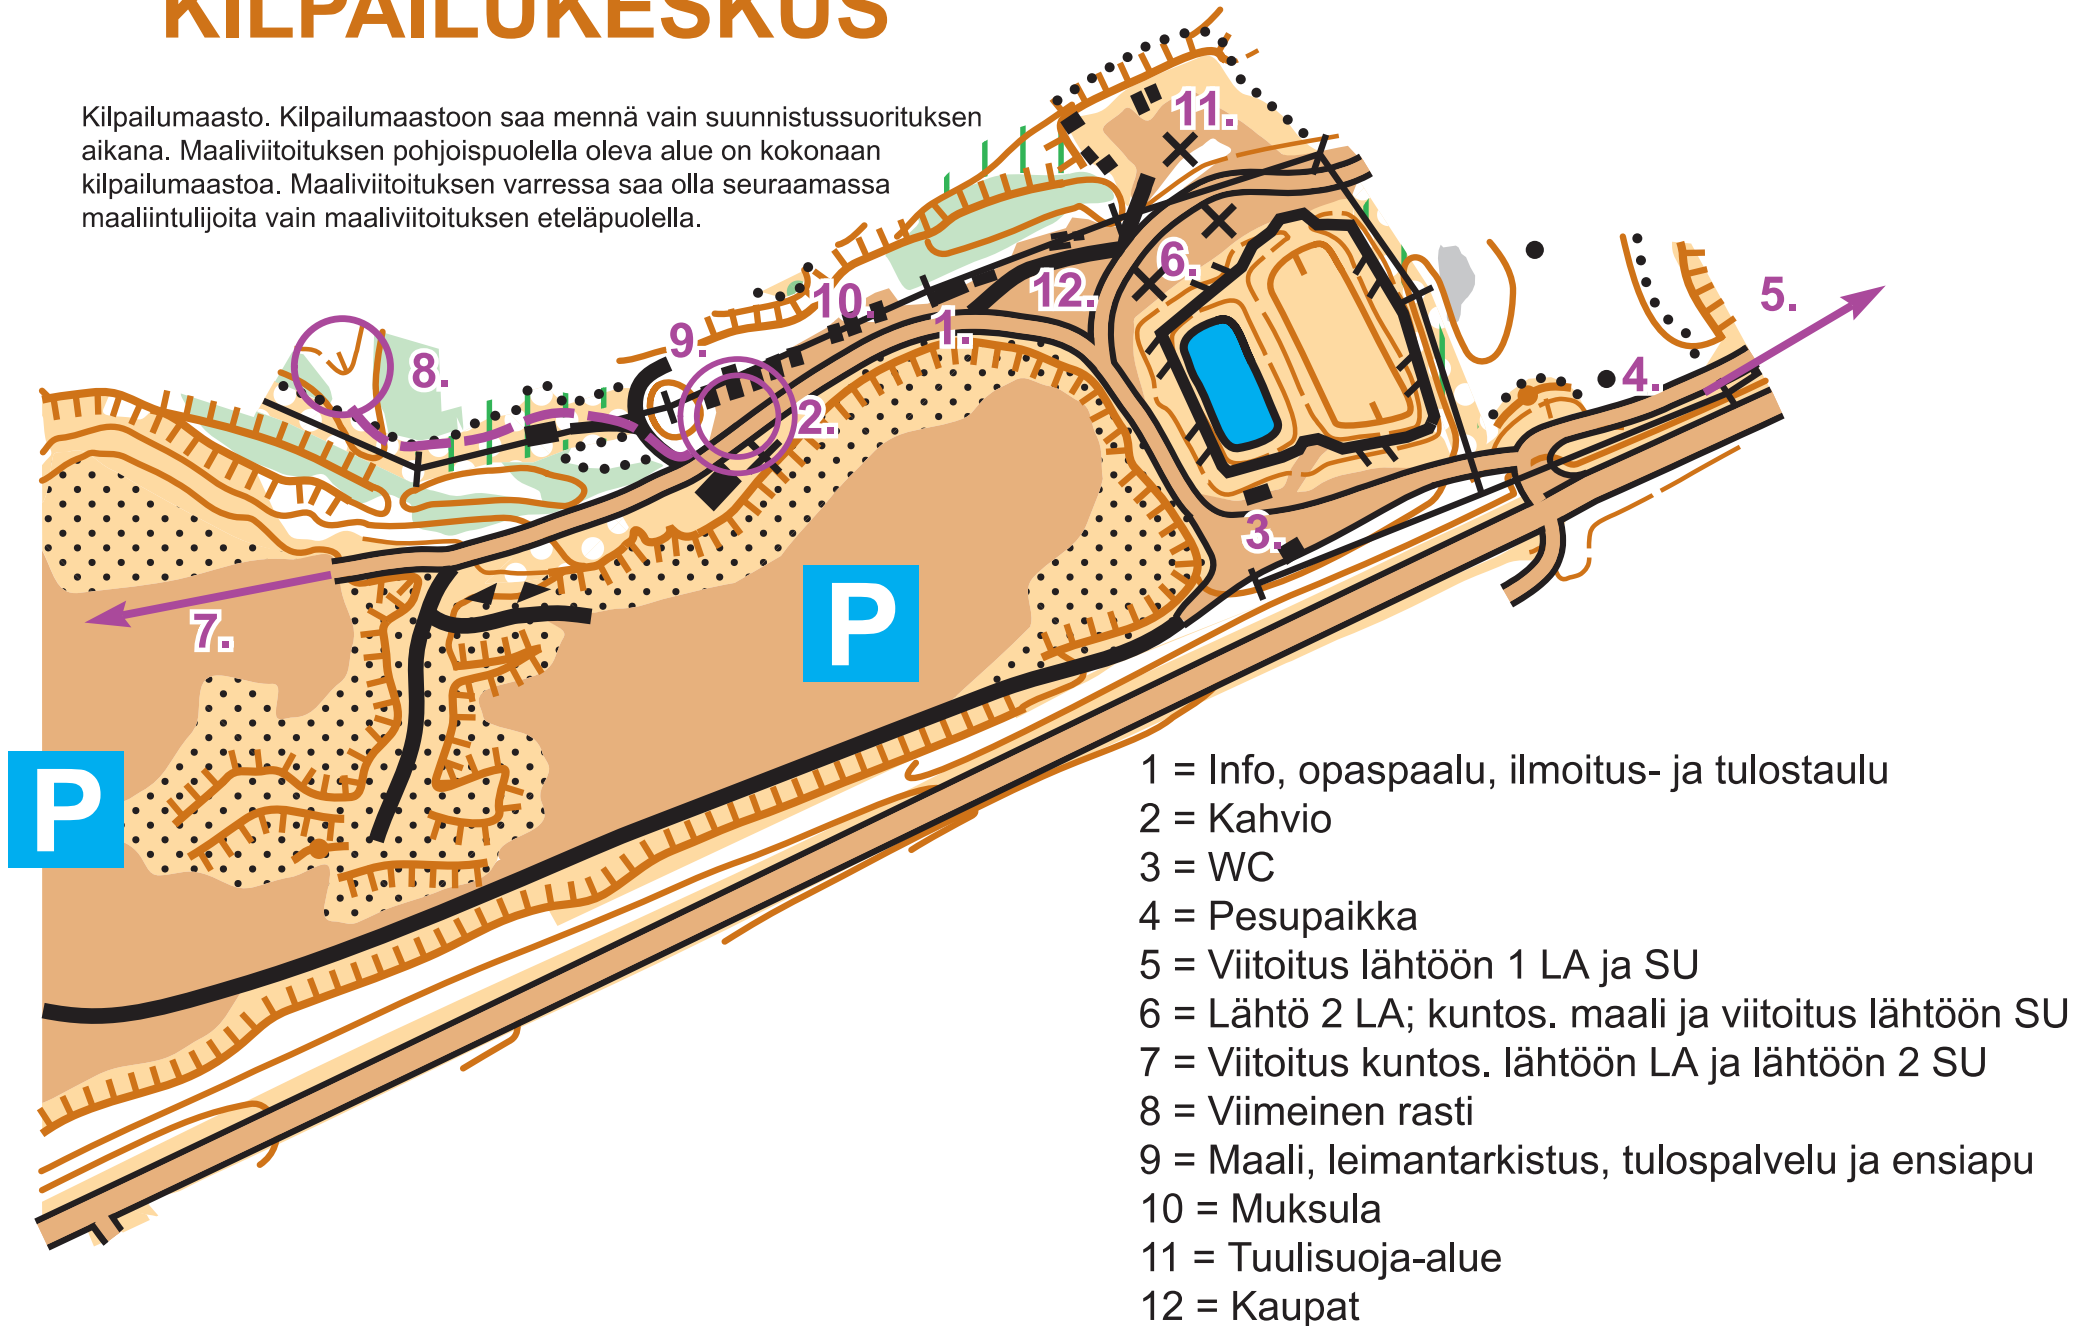 KILPAILUKESKUS
Kilpailumaasto. Kilpailumaastoon saa mennä vain suunnistussuorituksen
aikana. Maaliviitoituksen pohjoispuolella oleva alue on kokonaan
kilpailumaastoa. Maaliviitoituksen varressa saa olla seuraamassa
maaliintulijoita vain maaliviitoituksen eteläpuolella.
11.
6.
12.
10.
1.
5.
9.
8.
4.
2.
3.
7.
P
P
1 = Info, opaspaalu, ilmoitus- ja tulostaulu
2 = Kahvio
3 = WC
4 = Pesupaikka
5 = Viitoitus lähtöön 1 LA ja SU
6 = Lähtö 2 LA; kuntos. maali ja viitoitus lähtöön SU
7 = Viitoitus kuntos. lähtöön LA ja lähtöön 2 SU
8 = Viimeinen rasti
9 = Maali, leimantarkistus, tulospalvelu ja ensiapu
10 = Muksula
11 = Tuulisuoja-alue
12 = Kaupat